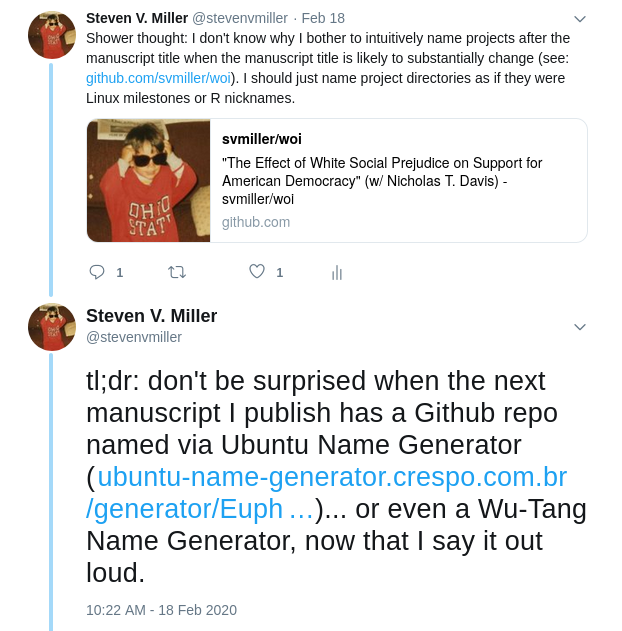 Steven V. Miller @stevenvmiller · Feb 18
Shower thought: I don't know why I bother to intuitively name projects after the
manuscript title when the manuscript title is likely to substantially change (see:
github.com/svmiller/woi). I should just name project directories as if they were
Linux milestones or R nicknames.
OHIO
STATE
svmiller/woi
"The Effect of White Social Prejudice on Support for
American Democracy" (w/ Nicholas T. Davis) -
svmiller/woi
github.com
1 1
Steven V. Miller
@stevenvmiller
tl;dr: don't be surprised when the next
manuscript I publish has a Github repo
named via Ubuntu Name Generator
(ubuntu-name-generator.crespo.com.br
/generator/Euph …)... or even a Wu-Tang
Name Generator, now that I say it out
loud.
10:22 AM - 18 Feb 2020